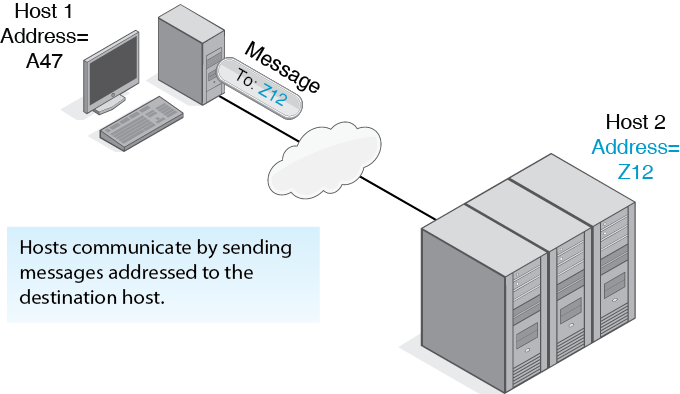 Host 1
Address=
A47
Message
To: Z12
Host 2
Address=
Z12
Hosts communicate by sending
messages addressed to the
destination host.